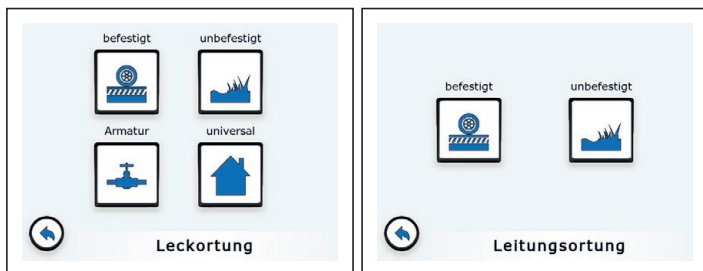 befestigt unbefestigt
Armatur universal
Leckortung
befestigt unbefestigt
Leitungsortung